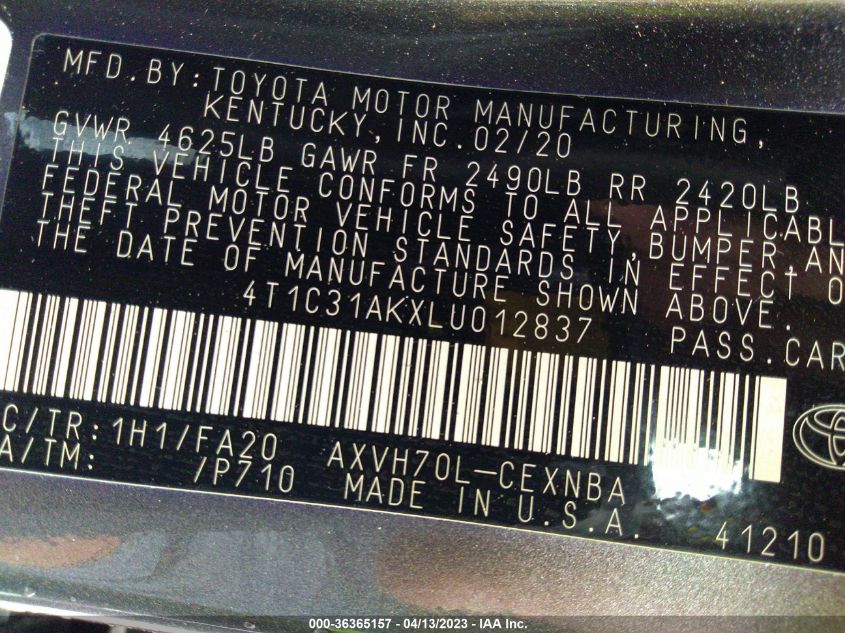 MFD. BY: TOYOTA MOTOR MANUFACTURING,
KENTUCKY, INC. 02/20
GVWR 4625LB GAWR FR 2490LB RR 2420LB
THIS VEHICLE CONFORMS TO ALL APPLICABL
FEDERAL MOTOR VEHICLE SAFETY, BUMPER, AN
THEFT PREVENTION STANDARDS IN EFFECT O
THE DATE OF MANUFACTURE SHOWN ABOVE.
4T1C31AKXLU012837 PASS. CAR
C/TR: 1H1/FA20 AXVH70L-CEXNBA
A/TM: /P710 MADE IN U.S.A. 41210
000-36365157 - 04/13/2023 - IAA Inc.